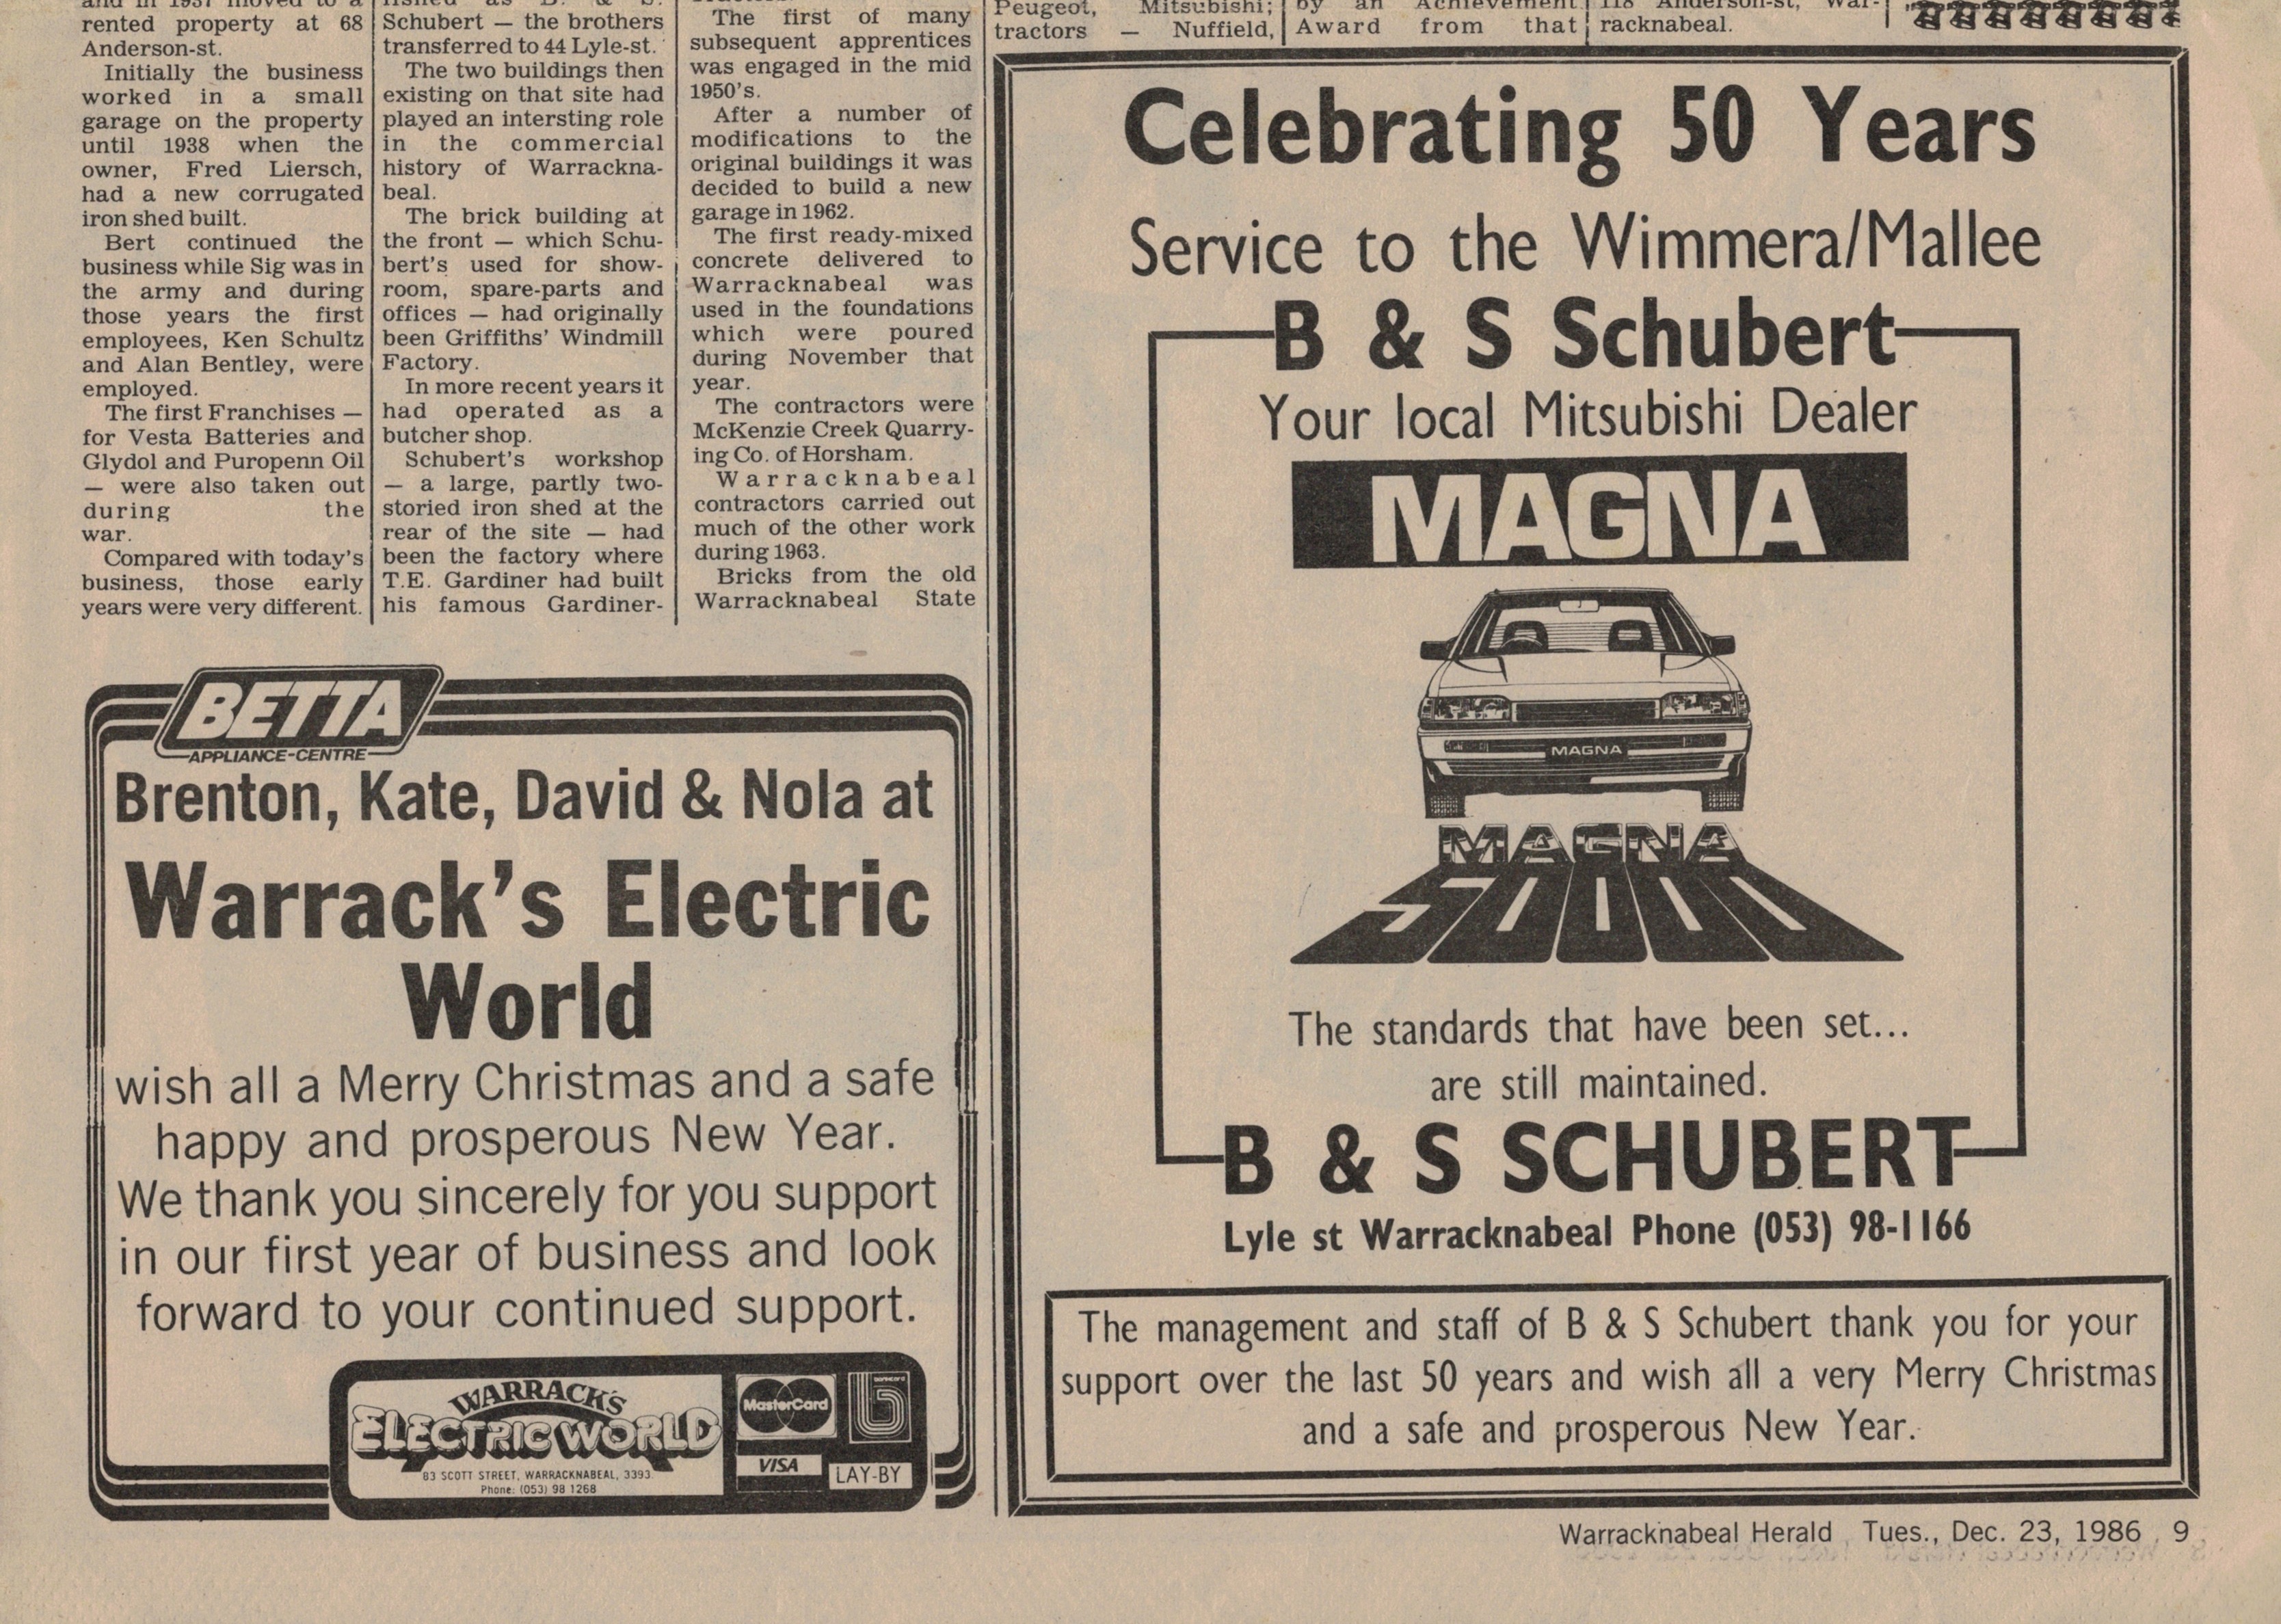 and in 1937 moved to a
rented property at 68
Anderson-st.
Initially the business
worked in a small
garage on the property
until 1938 when the
owner, Fred Liersch,
had a new corrugated
iron shed built.
Bert continued the
business while Sig was in
the army and during
those years the first
employees, Ken Schultz
and Alan Bentley, were
employed.
The first Franchises —
for Vesta Batteries and
Glydol and Puropenn Oil
— were also taken out
during the
war.
Compared with today's
business, those early
years were very different.
Schubert — the brothers
transferred to 44 Lyle-st.
The two buildings then
existing on that site had
played an intersting role
in the commercial
history of Warrackna-
beal.
The brick building at
the front — which Schu-
bert's used for show-
room, spare-parts and
offices — had originally
been Griffiths' Windmill
Factory.
In more recent years it
had operated as a
butcher shop.
Schubert's workshop
— a large, partly two-
storied iron shed at the
rear of the site — had
been the factory where
T.E. Gardiner had built
his famous Gardiner-
The first of many
subsequent apprentices
was engaged in the mid
1950's.
After a number of
modifications to the
original buildings it was
decided to build a new
garage in 1962.
The first ready-mixed
concrete delivered to
Warracknabeal was
used in the foundations
which were poured
during November that
year.
The contractors were
McKenzie Creek Quarry-
ing Co. of Horsham.
Warracknabeal
contractors carried out
much of the other work
during 1963.
Bricks from the old
Warracknabeal State
Peugeot, Mitsubishi;
tractors — Nuffield,
by an Achievement
Award from that
118 Anderson-st, War-
racknabeal.
BETTA
APPLIANCE-CENTRE
Brenton, Kate, David & Nola at
Warrack's Electric
World
wish all a Merry Christmas and a safe
happy and prosperous New Year.
We thank you sincerely for you support
in our first year of business and look
forward to your continued support.
WARRACK'S
ELECTRIC WORLD
83 SCOTT STREET, WARRACKNABEAL, 3393.
Phone: (053) 98 1268
MasterCard
bankcard
VISA
LAY-BY
Celebrating 50 Years
Service to the Wimmera/Mallee
B & S Schubert
Your local Mitsubishi Dealer
MAGNA
MAGNA
MAGNA
50000
The standards that have been set...
are still maintained.
B & S SCHUBERT
Lyle st Warracknabeal Phone (053) 98-1166
The management and staff of B & S Schubert thank you for your
support over the last 50 years and wish all a very Merry Christmas
and a safe and prosperous New Year.
Warracknabeal Herald Tues., Dec. 23, 1986 9